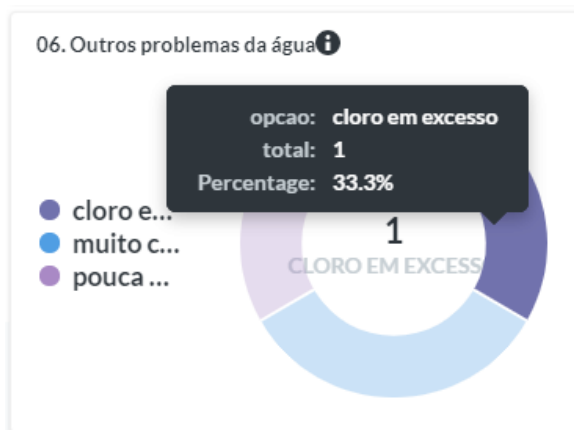 06. Outros problemas da água
opcao: cloro em excesso
total: 1
Percentage: 33.3%
cloro e...
muito c...
pouca ...
1
CLORO EM EXCESS